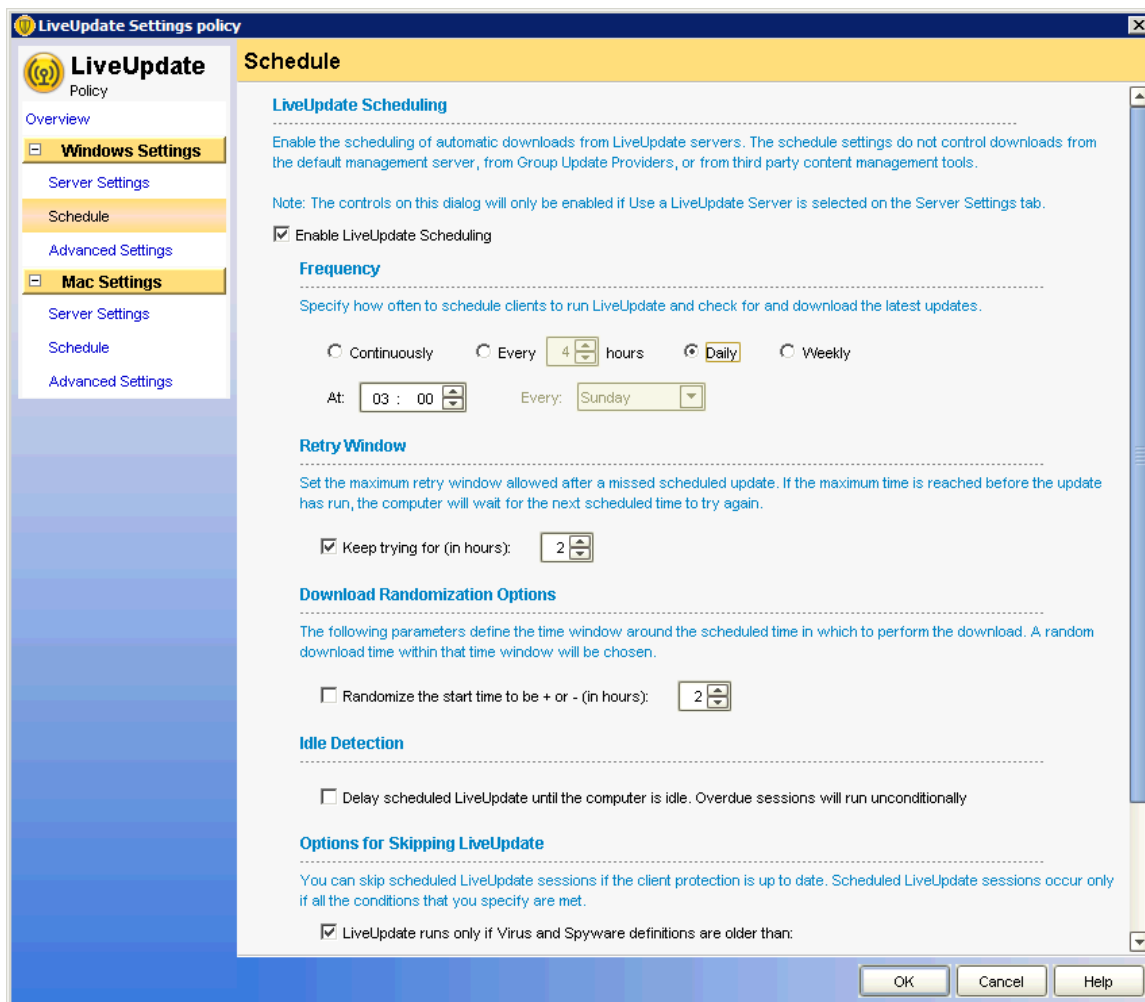 LiveUpdate Settings policy
LiveUpdate
Policy
Overview
Windows Settings
Server Settings
Schedule
Advanced Settings
Mac Settings
Server Settings
Schedule
Advanced Settings
Schedule
LiveUpdate Scheduling
Enable the scheduling of automatic downloads from LiveUpdate servers. The schedule settings do not control downloads from
the default management server, from Group Update Providers, or from third party content management tools.
Note: The controls on this dialog will only be enabled if Use a LiveUpdate Server is selected on the Server Settings tab.
Enable LiveUpdate Scheduling
Frequency
Specify how often to schedule clients to run LiveUpdate and check for and download the latest updates.
Continuously Every 4 hours Daily Weekly
At: 03 : 00 Every: Sunday
Retry Window
Set the maximum retry window allowed after a missed scheduled update. If the maximum time is reached before the update
has run, the computer will wait for the next scheduled time to try again.
Keep trying for (in hours): 2
Download Randomization Options
The following parameters define the time window around the scheduled time in which to perform the download. A random
download time within that time window will be chosen.
Randomize the start time to be + or - (in hours): 2
Idle Detection
Delay scheduled LiveUpdate until the computer is idle. Overdue sessions will run unconditionally
Options for Skipping LiveUpdate
You can skip scheduled LiveUpdate sessions if the client protection is up to date. Scheduled LiveUpdate sessions occur only
if all the conditions that you specify are met.
LiveUpdate runs only if Virus and Spyware definitions are older than:
OK Cancel Help